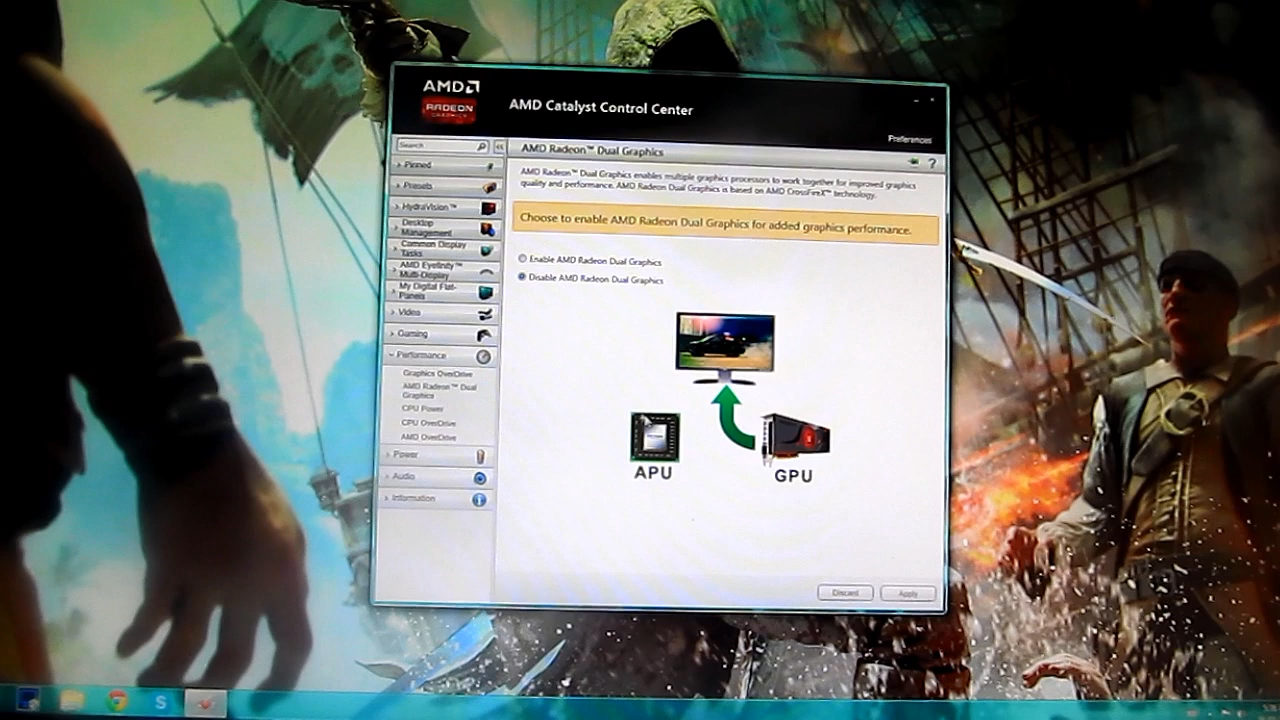 AMD
RADEON
GRAPHICS
AMD Catalyst Control Center
Preferences
Search
«
AMD Radeon™ Dual Graphics
?
Pinned
Presets
HydraVision™
Desktop
Management
Common Display
Tasks
AMD Eyefinity™
Multi-Display
My Digital Flat-
Panels
Video
Gaming
Performance
Graphics OverDrive
AMD Radeon™ Dual
Graphics
CPU Power
CPU OverDrive
AMD OverDrive
Power
Audio
Information
AMD Radeon™ Dual Graphics enables multiple graphics processors to work together for improved graphics
quality and performance. AMD Radeon Dual Graphics is based on AMD CrossFireX™ technology.
Choose to enable AMD Radeon Dual Graphics for added graphics performance.
Enable AMD Radeon Dual Graphics
Disable AMD Radeon Dual Graphics
APU
GPU
Discard
Apply